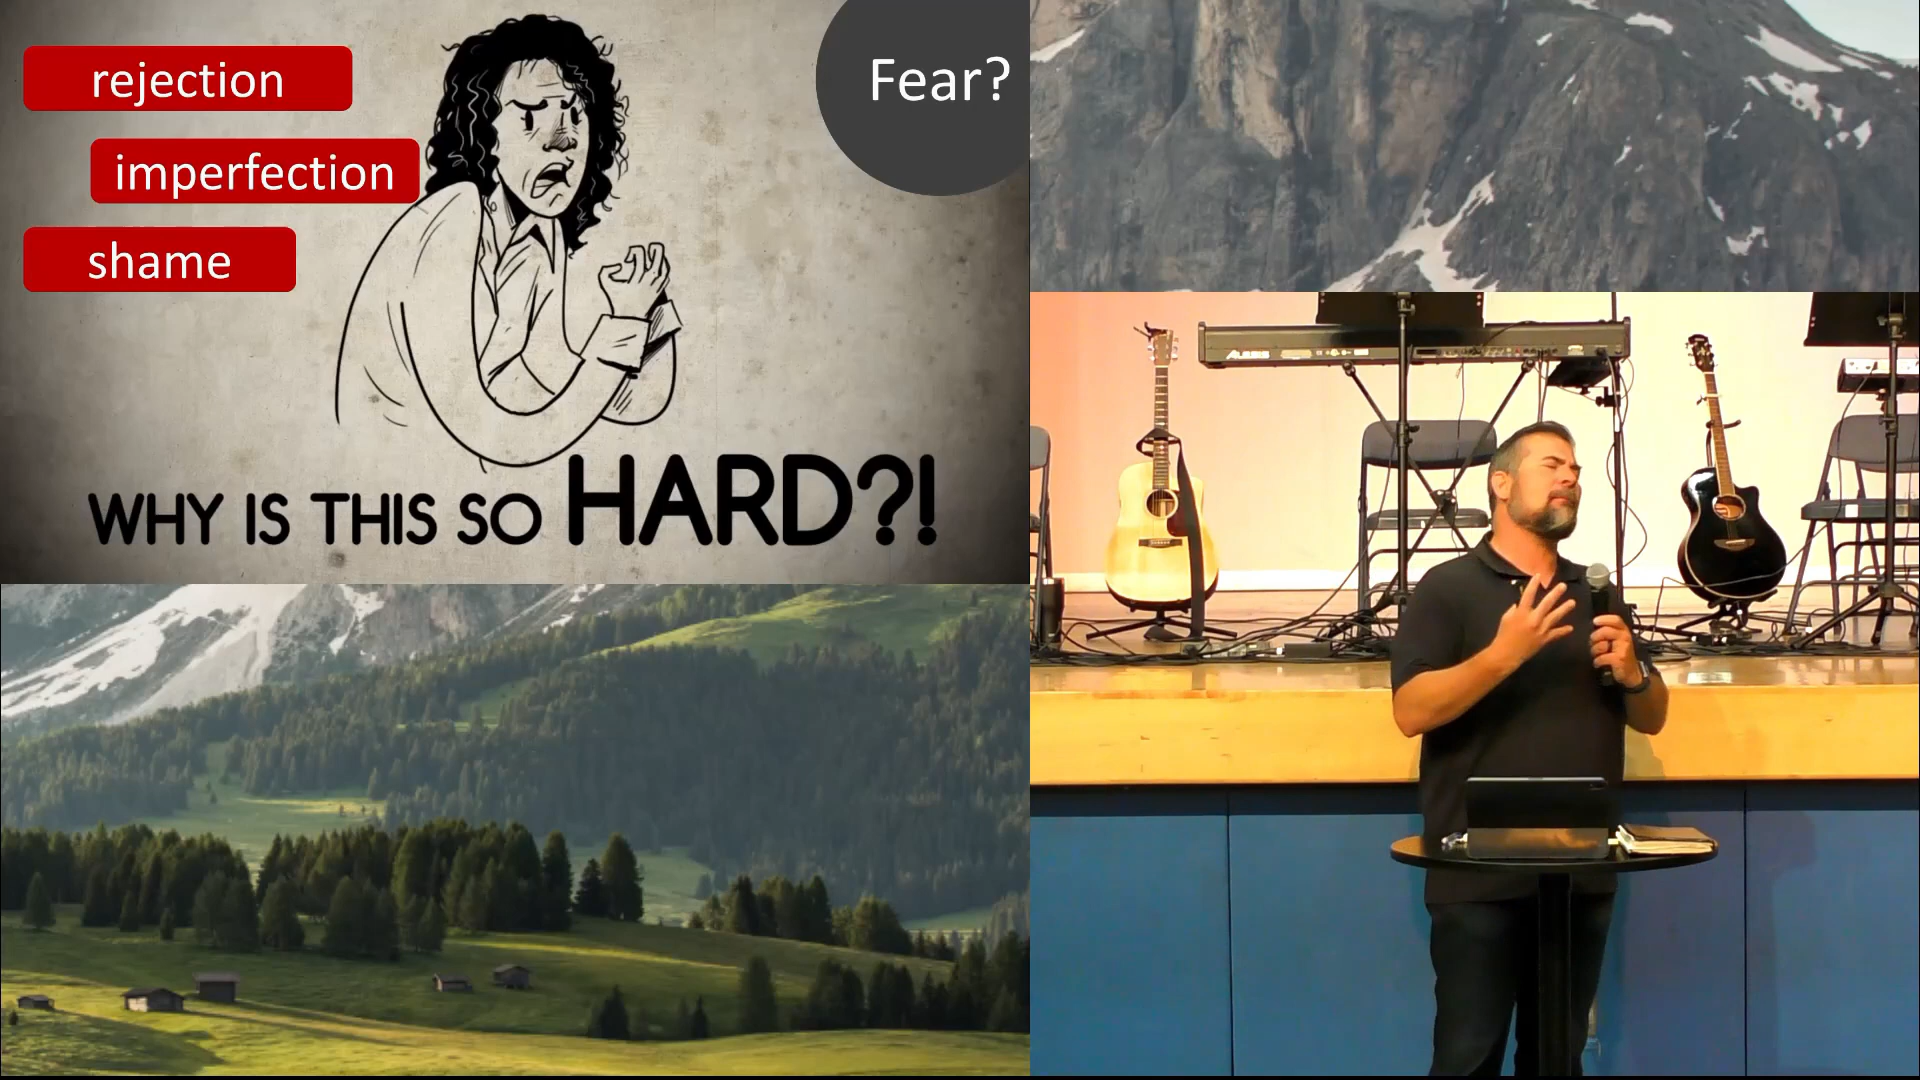 rejection
imperfection
shame
Fear?
WHY IS THIS SO HARD?!
ALESIS